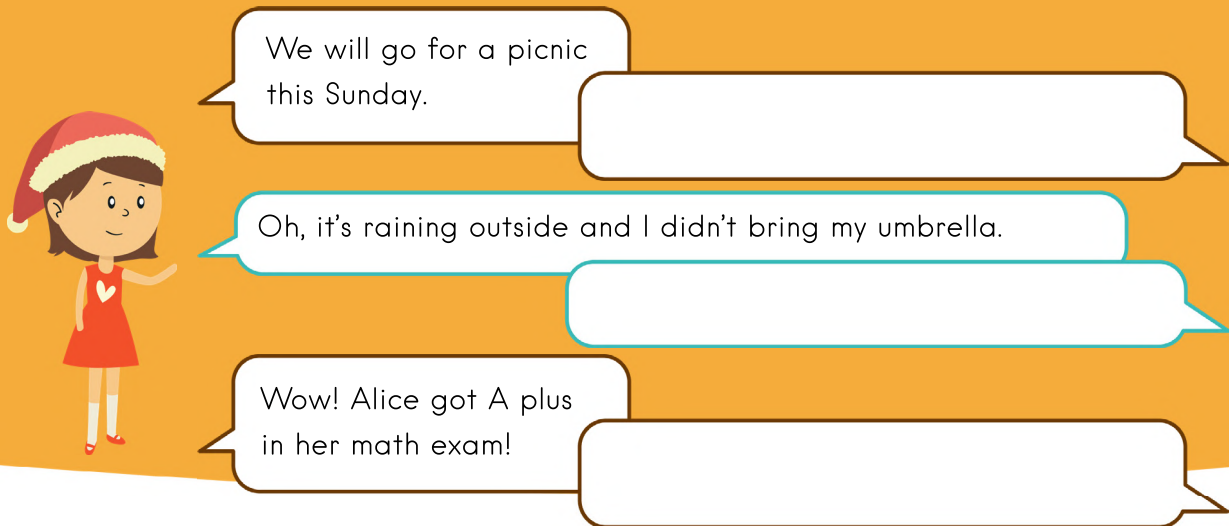 We will go for a picnic
this Sunday.
Oh, it's raining outside and I didn't bring my umbrella.
Wow! Alice got A plus
in her math exam!